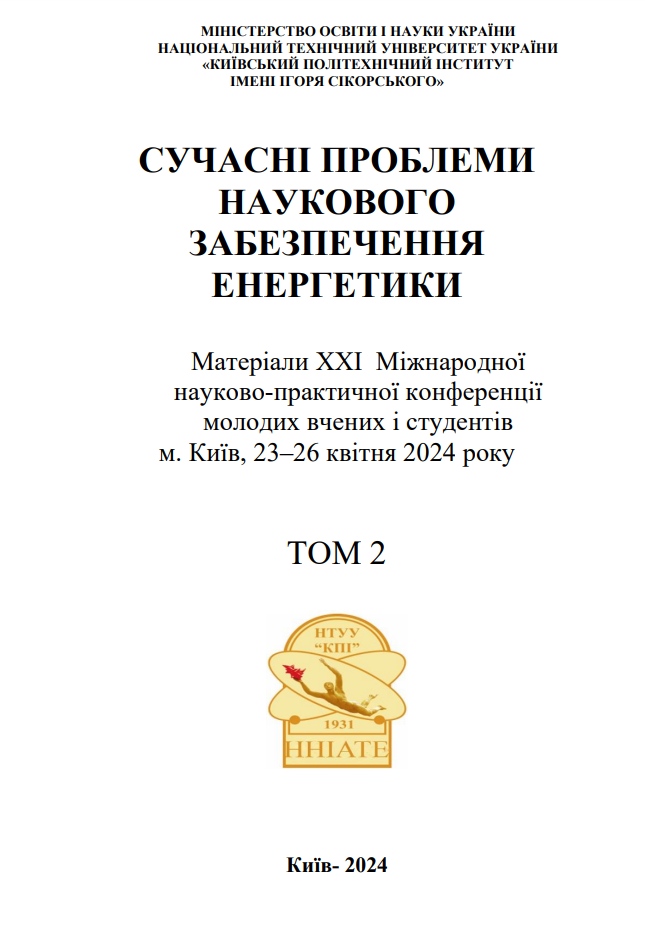 МІНІСТЕРСТВО ОСВІТИ І НАУКИ УКРАЇНИ
НАЦІОНАЛЬНИЙ ТЕХНІЧНИЙ УНІВЕРСИТЕТ УКРАЇНИ
«КИЇВСЬКИЙ ПОЛІТЕХНІЧНИЙ ІНСТИТУТ
ІМЕНІ ІГОРЯ СІКОРСЬКОГО»
СУЧАСНІ ПРОБЛЕМИ
НАУКОВОГО
ЗАБЕЗПЕЧЕННЯ
ЕНЕРГЕТИКИ
Матеріали XXI Міжнародної
науково-практичної конференції
молодих вчених і студентів
м. Київ, 23–26 квітня 2024 року
ТОМ 2
НТУУ
“КПІ”
1931
ННІАТЕ
Київ- 2024